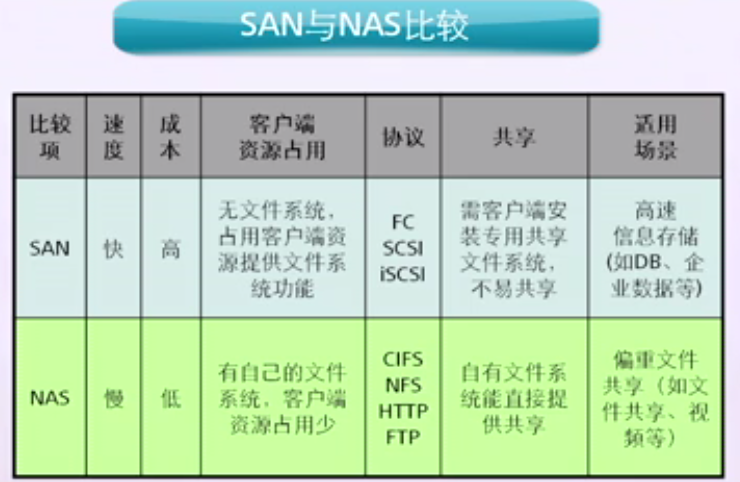 SAN与NAS比较
比较项
速度
成本
客户端
资源占用
协议
共享
适用
场景
SAN
快
高
无文件系统，
占用客户端资
源提供文件系
统功能
FC
SCSI
iSCSI
需客户端安
装专用共享
文件系统，
不易共享
高速
信息存储
(如DB、企
业数据等)
NAS
慢
低
有自己的文件
系统，客户端
资源占用少
CIFS
NFS
HTTP
FTP
自有文件系
统能直接提
供共享
偏重文件
共享（如文
件共享、视
频等）